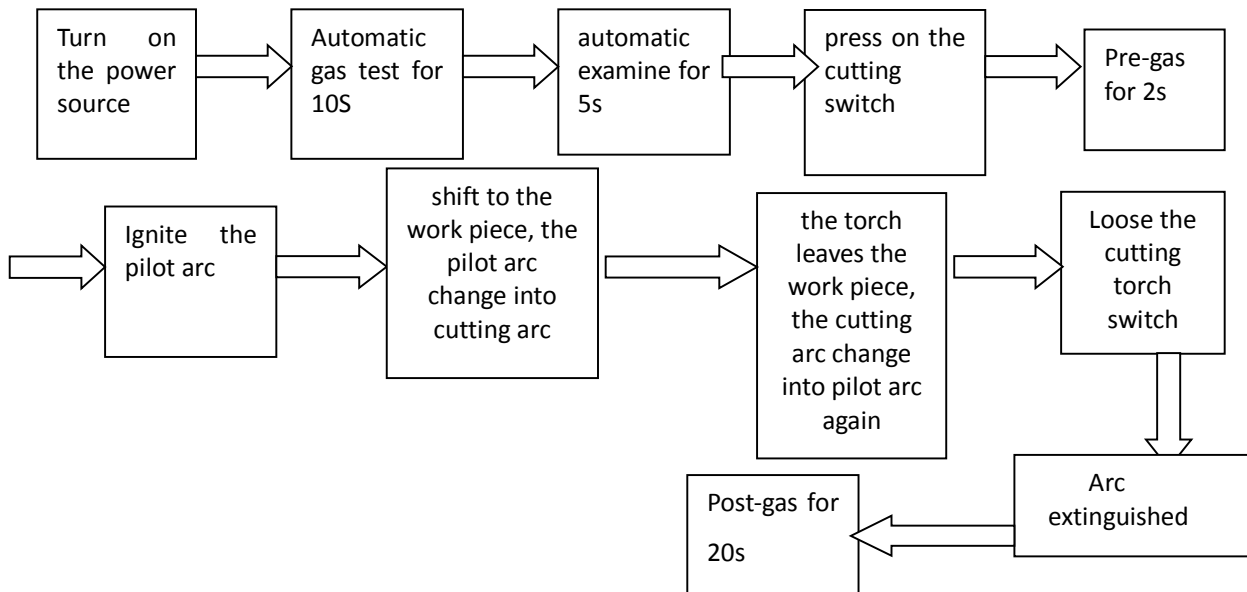 Turn on
the power
source
Automatic
gas test for
10S
automatic
examine for
5s
press on the
cutting
switch
Pre-gas
for 2s
Ignite the
pilot arc
shift to the
work piece, the
pilot arc
change into
cutting arc
the torch
leaves the
work piece,
the cutting
arc change
into pilot arc
again
Loose the
cutting
torch
switch
Arc
extinguished
Post-gas for
20s